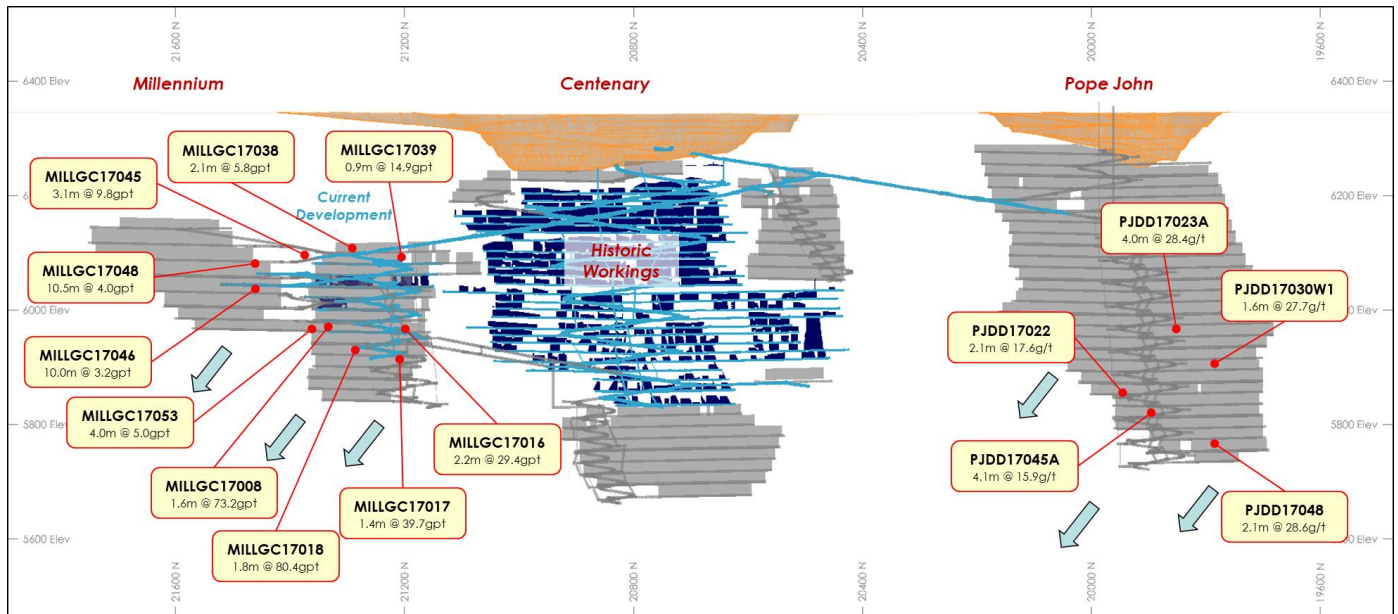 21600 N
21200 N
20800 N
20400 N
20000 N
19600 N
6400 Elev
6400 Elev
Millennium
Centenary
Pope John
MILLGC17038
2.1m @ 5.8gpt
MILLGC17039
0.9m @ 14.9gpt
MILLGC17045
3.1m @ 9.8gpt
Current
Development
6200 Elev
PJDD17023A
4.0m @ 28.4g/t
Historic
Workings
MILLGC17048
10.5m @ 4.0gpt
PJDD17030W1
1.6m @ 27.7g/t
6000 Elev
PJDD17022
2.1m @ 17.6g/t
MILLGC17046
10.0m @ 3.2gpt
MILLGC17053
4.0m @ 5.0gpt
5800 Elev
5800 Elev
MILLGC17016
2.2m @ 29.4gpt
PJDD17045A
4.1m @ 15.9g/t
MILLGC17008
1.6m @ 73.2gpt
MILLGC17017
1.4m @ 39.7gpt
PJDD17048
2.1m @ 28.6g/t
MILLGC17018
1.8m @ 80.4gpt
5600 Elev
21600 N
21200 N
20800 N
20400 N
20000 N
19600 N